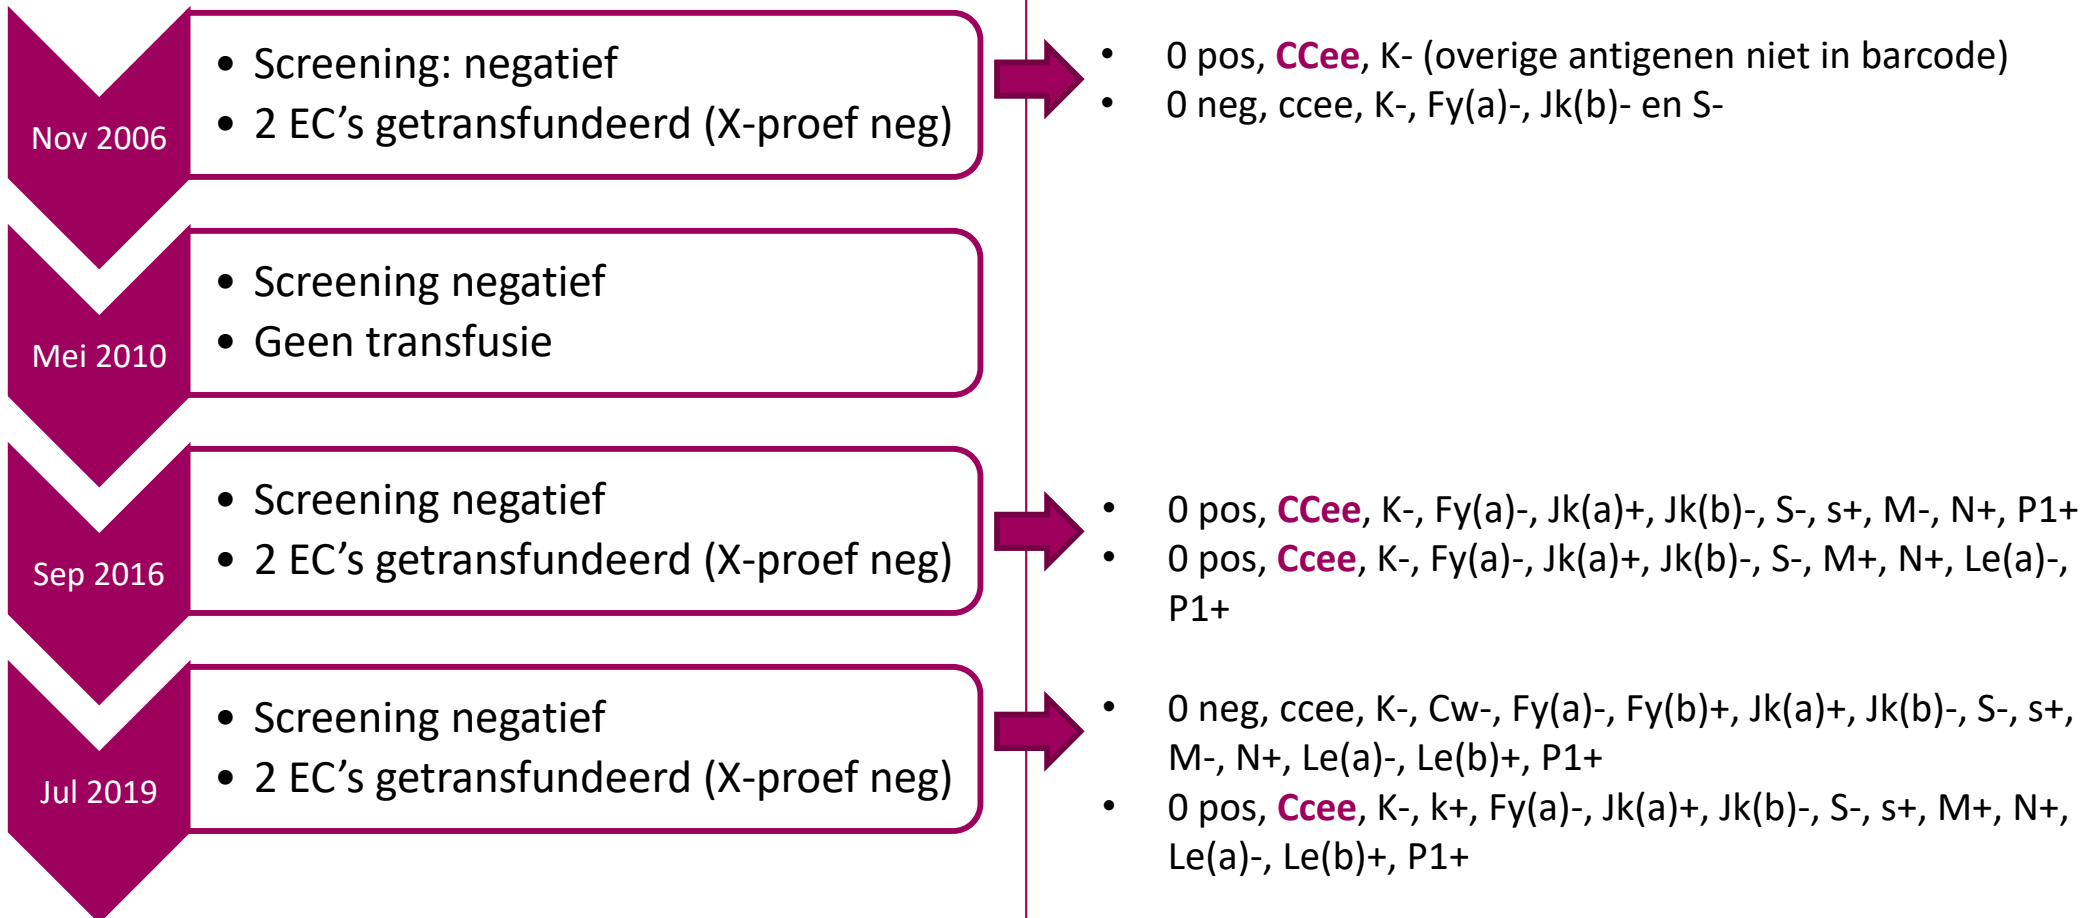 Nov 2006
• Screening: negatief
• 2 EC’s getransfundeerd (X-proef neg)
• 0 pos, CCee, K- (overige antigenen niet in barcode)
• 0 neg, ccee, K-, Fy(a)-, Jk(b)- en S-
Mei 2010
• Screening negatief
• Geen transfusie
Sep 2016
• Screening negatief
• 2 EC’s getransfundeerd (X-proef neg)
• 0 pos, CCee, K-, Fy(a)-, Jk(a)+, Jk(b)-, S-, s+, M-, N+, P1+
• 0 pos, Ccee, K-, Fy(a)-, Jk(a)+, Jk(b)-, S-, M+, N+, Le(a)-,
P1+
Jul 2019
• Screening negatief
• 2 EC’s getransfundeerd (X-proef neg)
• 0 neg, ccee, K-, Cw-, Fy(a)-, Fy(b)+, Jk(a)+, Jk(b)-, S-, s+,
M-, N+, Le(a)-, Le(b)+, P1+
• 0 pos, Ccee, K-, k+, Fy(a)-, Jk(a)+, Jk(b)-, S-, s+, M+, N+,
Le(a)-, Le(b)+, P1+